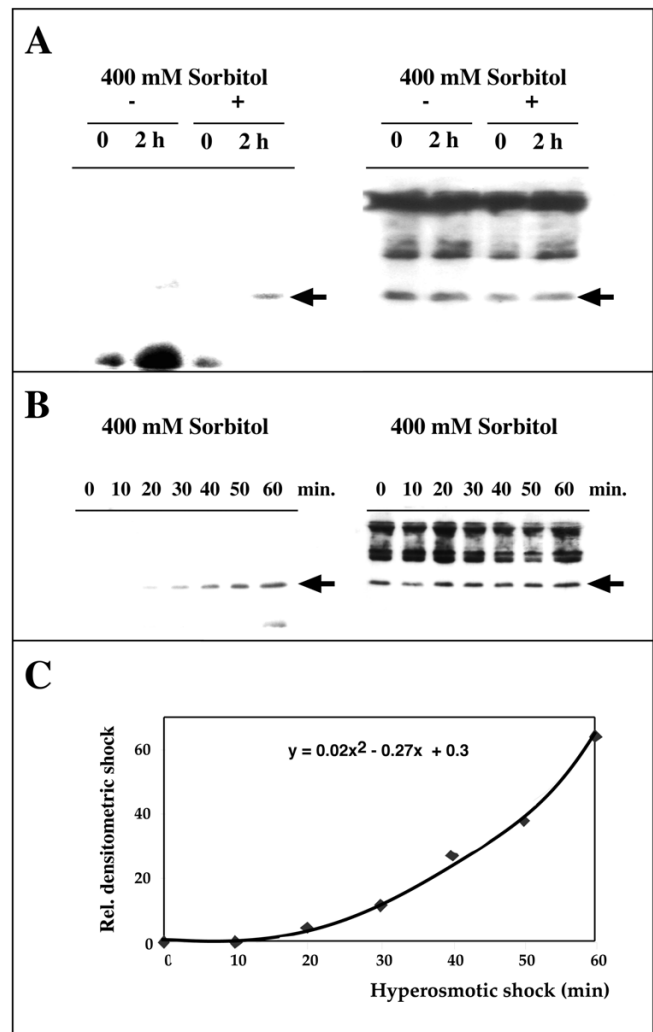 A
400 mM Sorbitol 400 mM Sorbitol
- + - +
0 2 h 0 2 h 0 2 h 0 2 h
B
400 mM Sorbitol 400 mM Sorbitol
0 10 20 30 40 50 60 min. 0 10 20 30 40 50 60 min.
C
y = 0.02x² - 0.27x + 0.3
Rel. densitometric shock
60
40
20
0
0 10 20 30 40 50 60
Hyperosmotic shock (min)